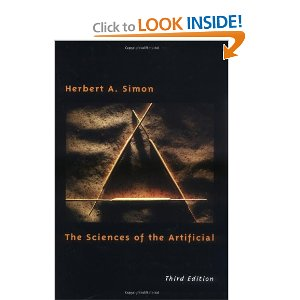 Click to LOOK INSIDE!
Herbert A. Simon
The Sciences of the Artificial
Third Edition